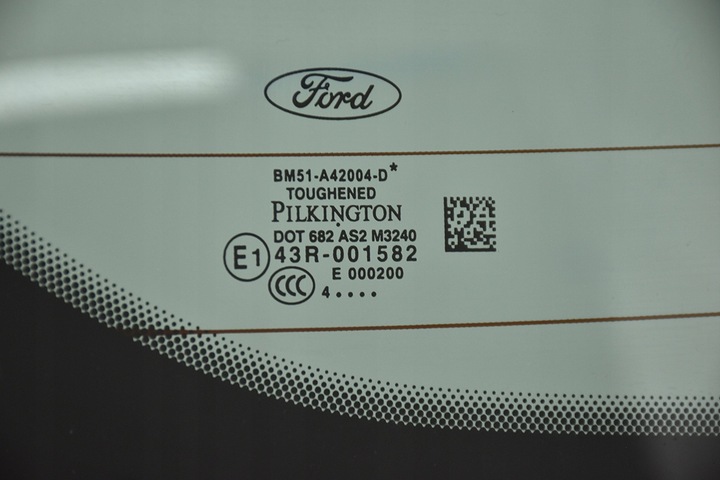 Ford
BM51-A42004-D*
TOUGHENED
PILKINGTON
DOT 682 AS2 M3240
E1 43R-001582
E 000200
CCC 4 . . . .